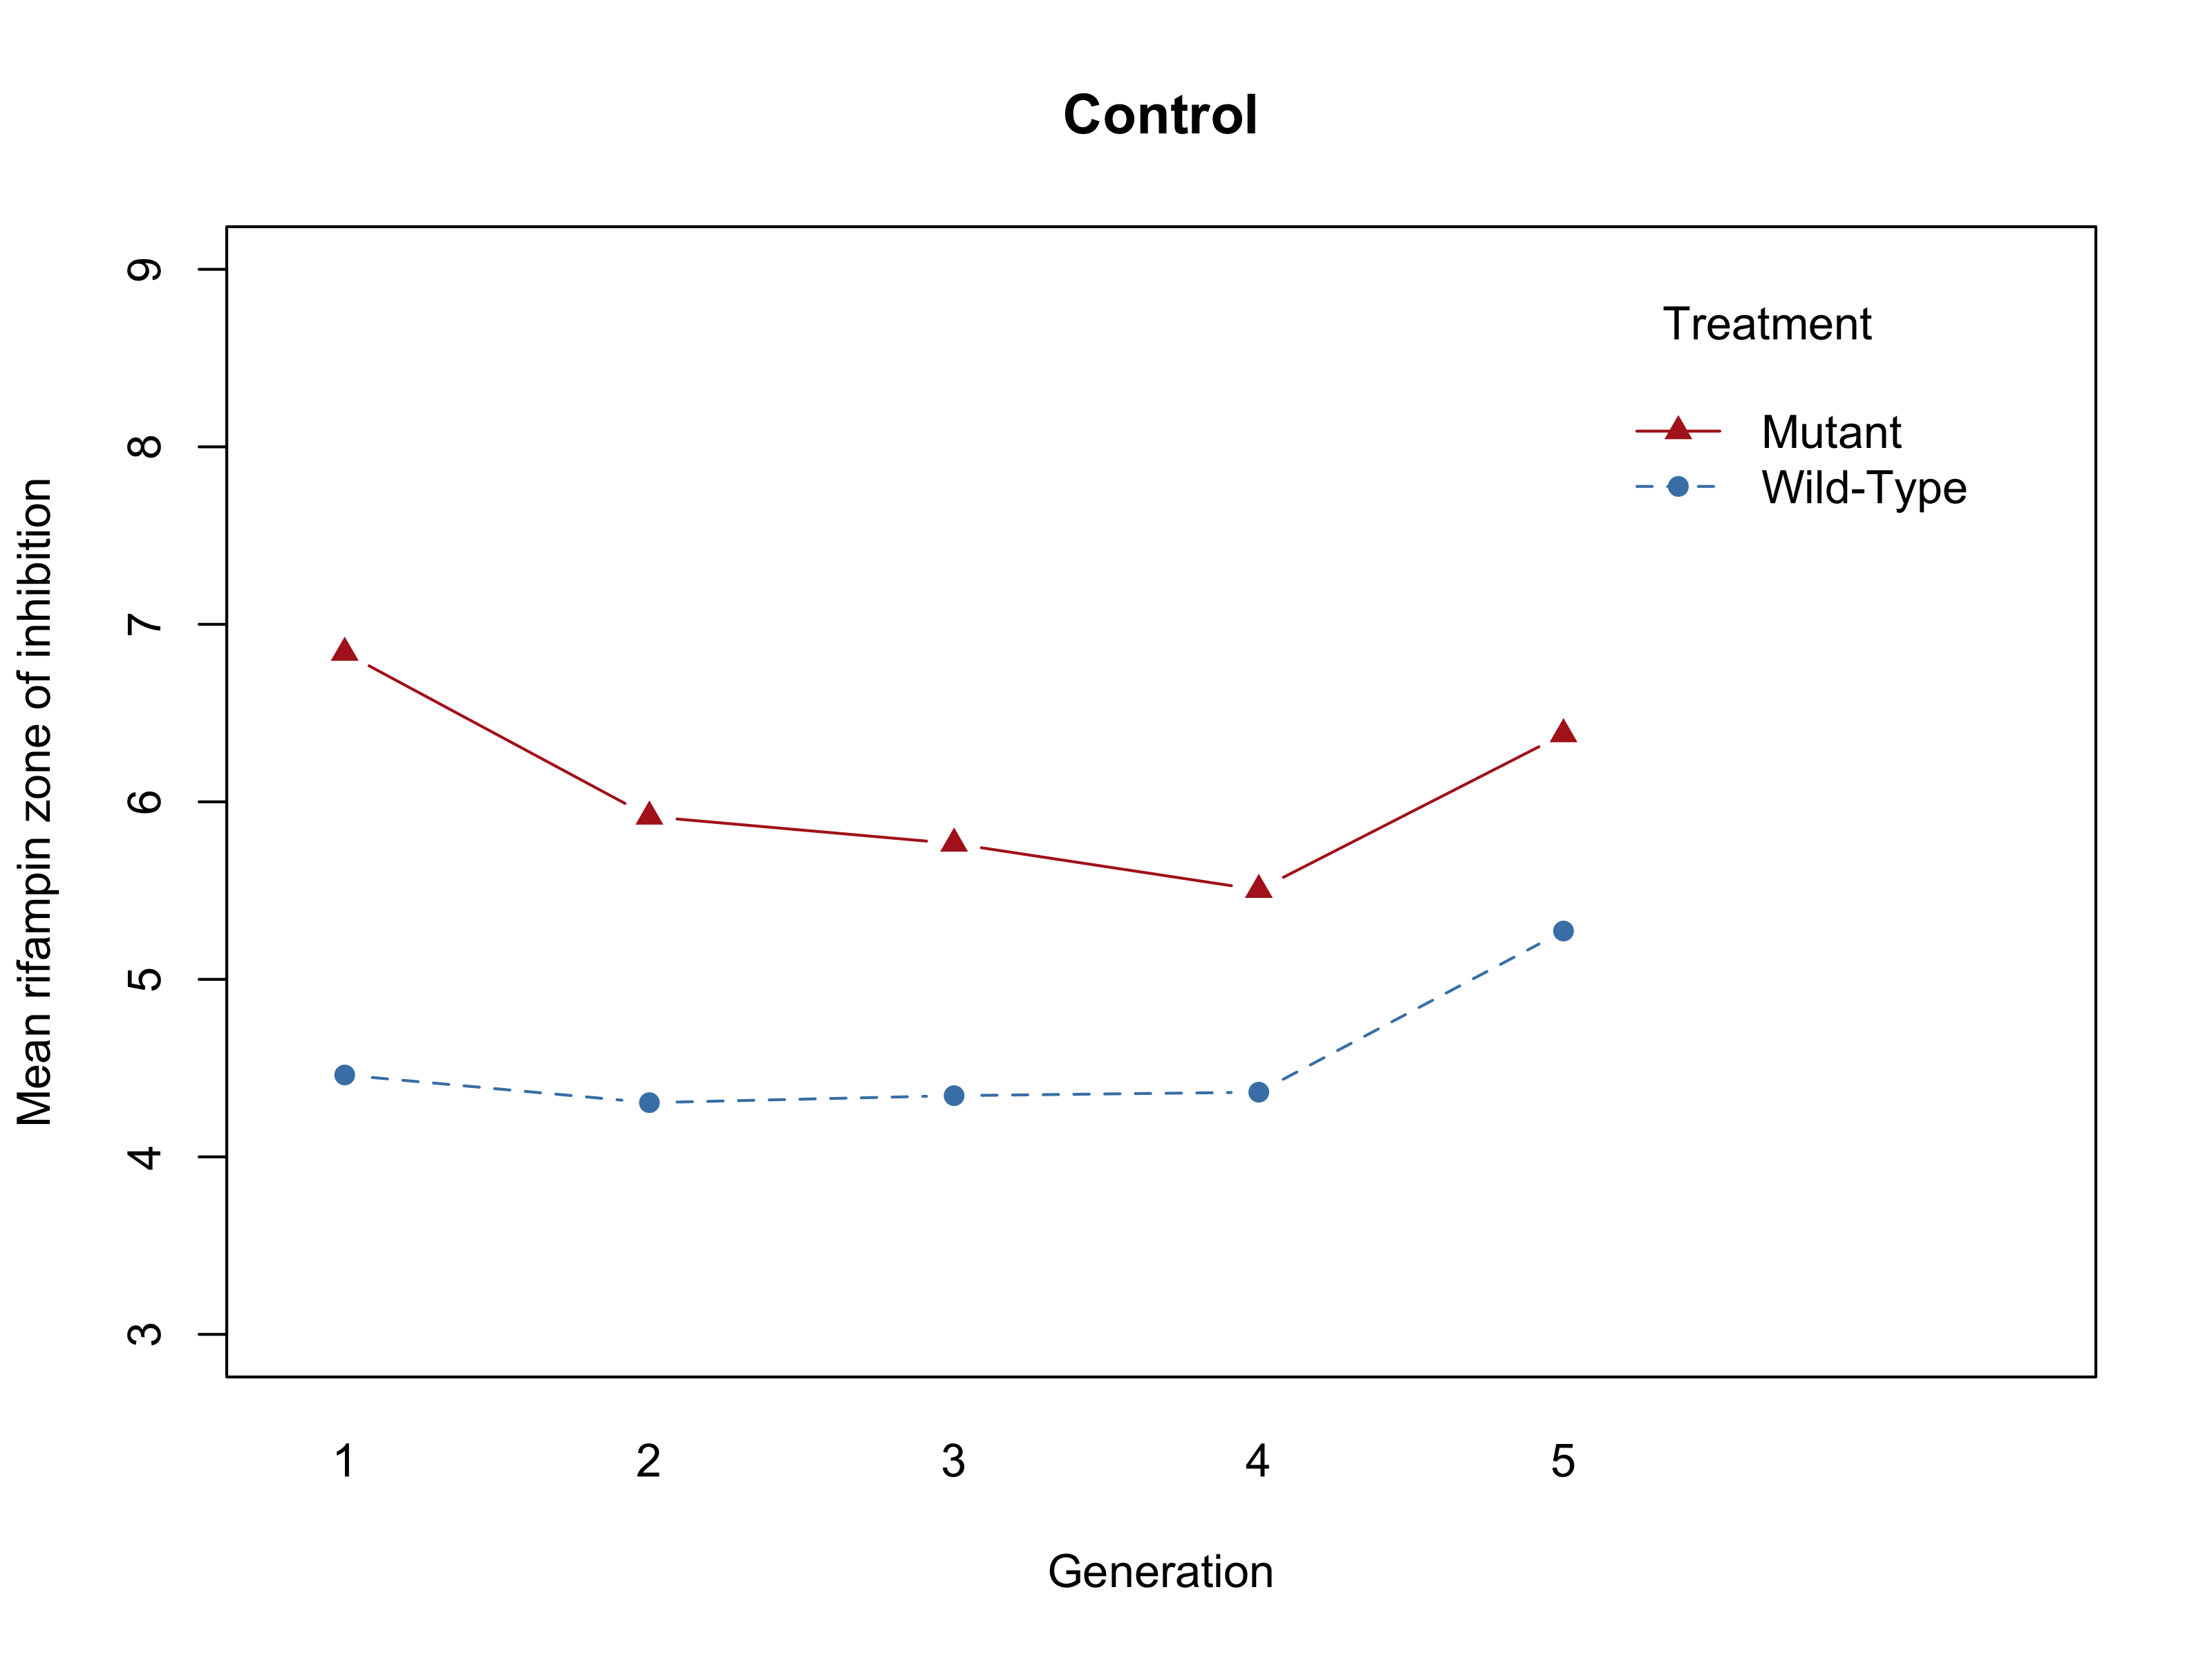 Control
Mean rifampin zone of inhibition
9
8
7
6
5
4
3
Treatment
Mutant
Wild-Type
1 2 3 4 5
Generation